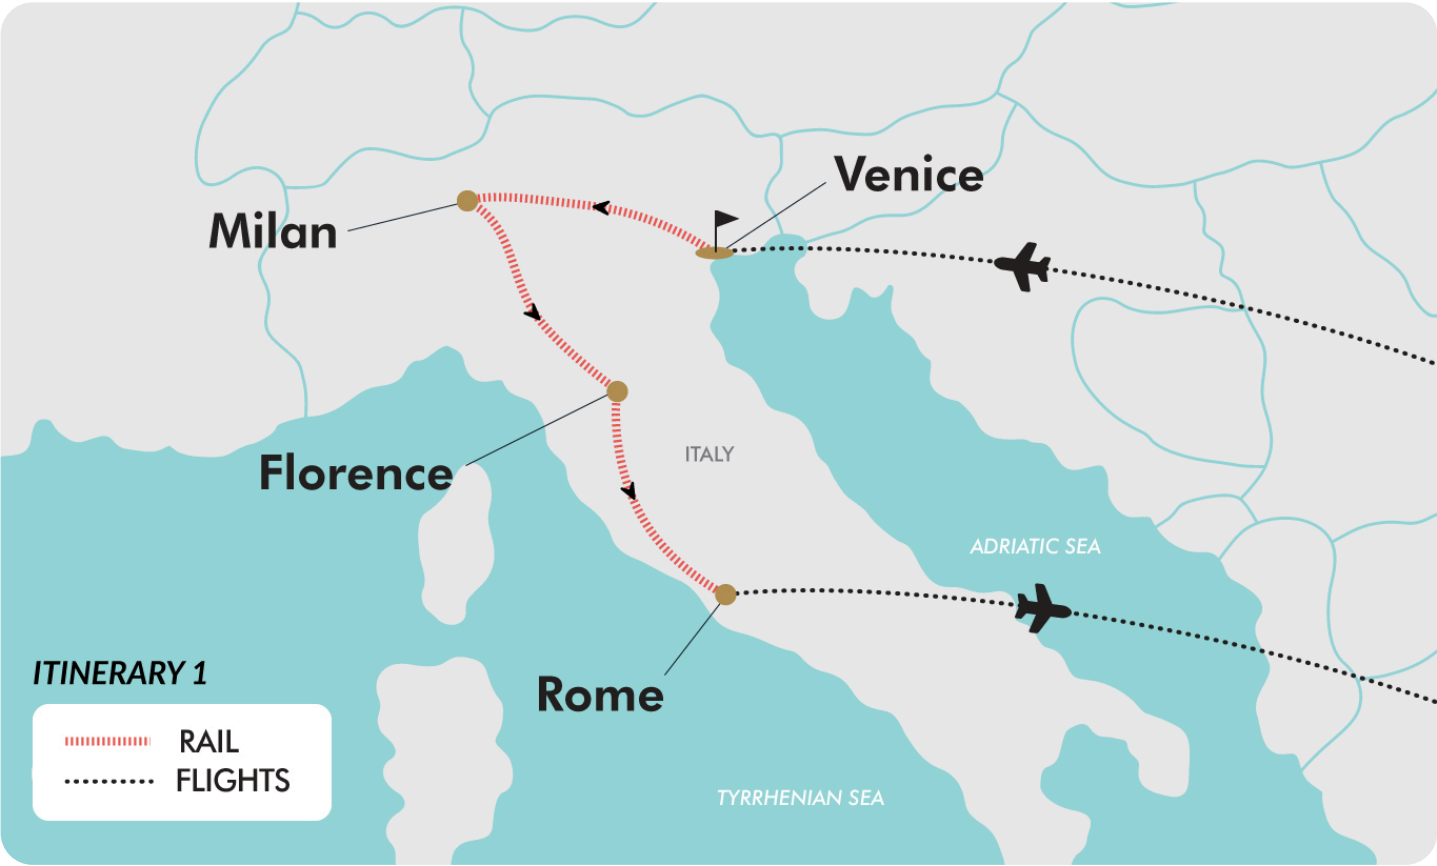 Venice
Milan
Florence
ITALY
ADRIATIC SEA
ITINERARY 1
Rome
RAIL
FLIGHTS
TYRRHENIAN SEA